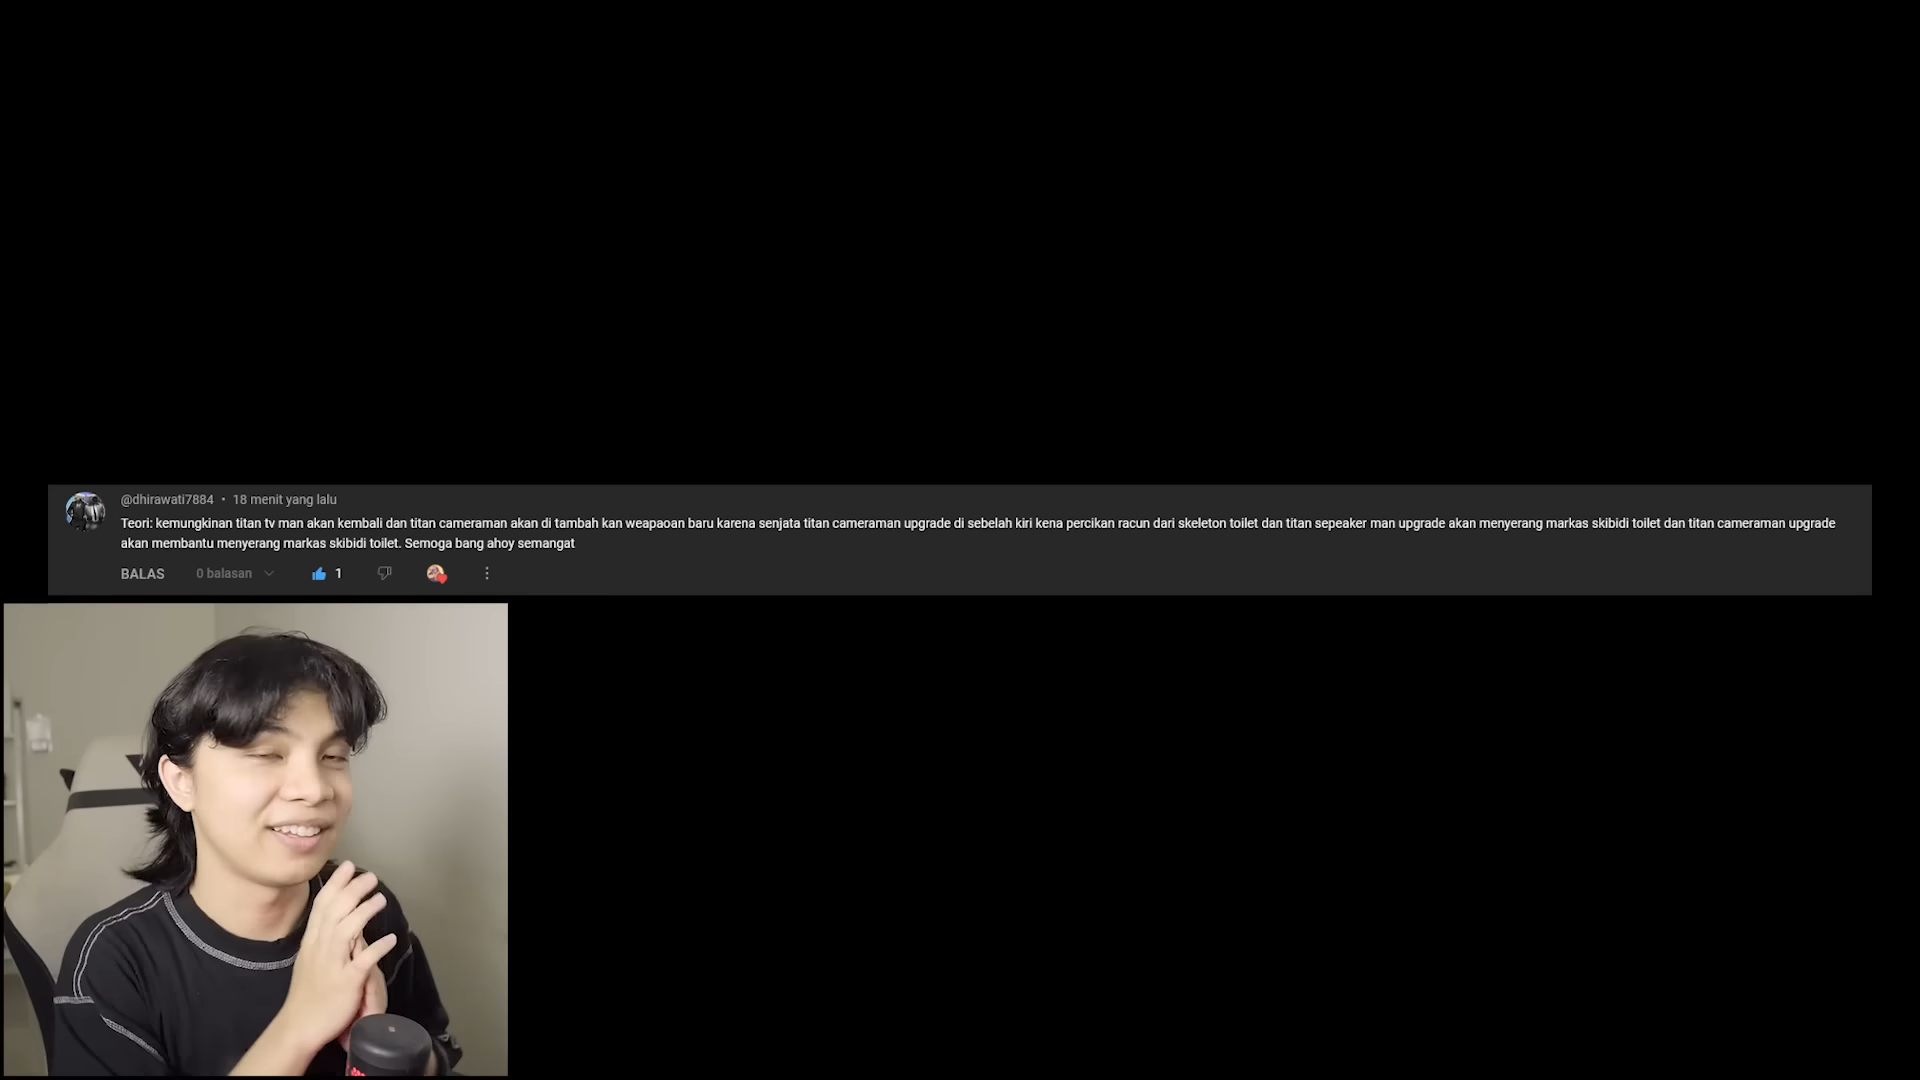 @dhirawati7884 • 18 menit yang lalu
Teori: kemungkinan titan tv man akan kembali dan titan cameraman akan di tambah kan weapaoan baru karena senjata titan cameraman upgrade di sebelah kiri kena percikan racun dari skeleton toilet dan titan sepeaker man upgrade akan menyerang markas skibidi toilet dan titan cameraman upgrade
akan membantu menyerang markas skibidi toilet. Semoga bang ahoy semangat
BALAS 0 balasan 1